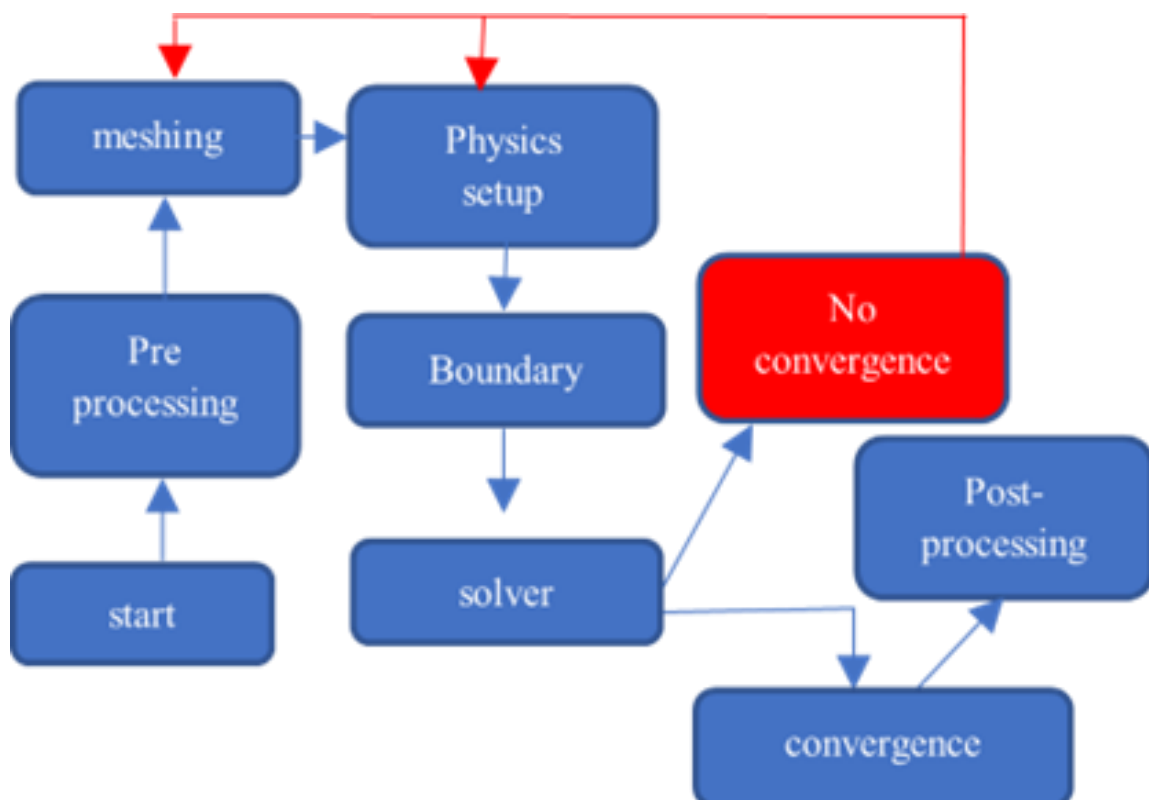 meshing
Physics
setup
No
convergence
Pre
processing
Boundary
Post-
processing
solver
start
convergence